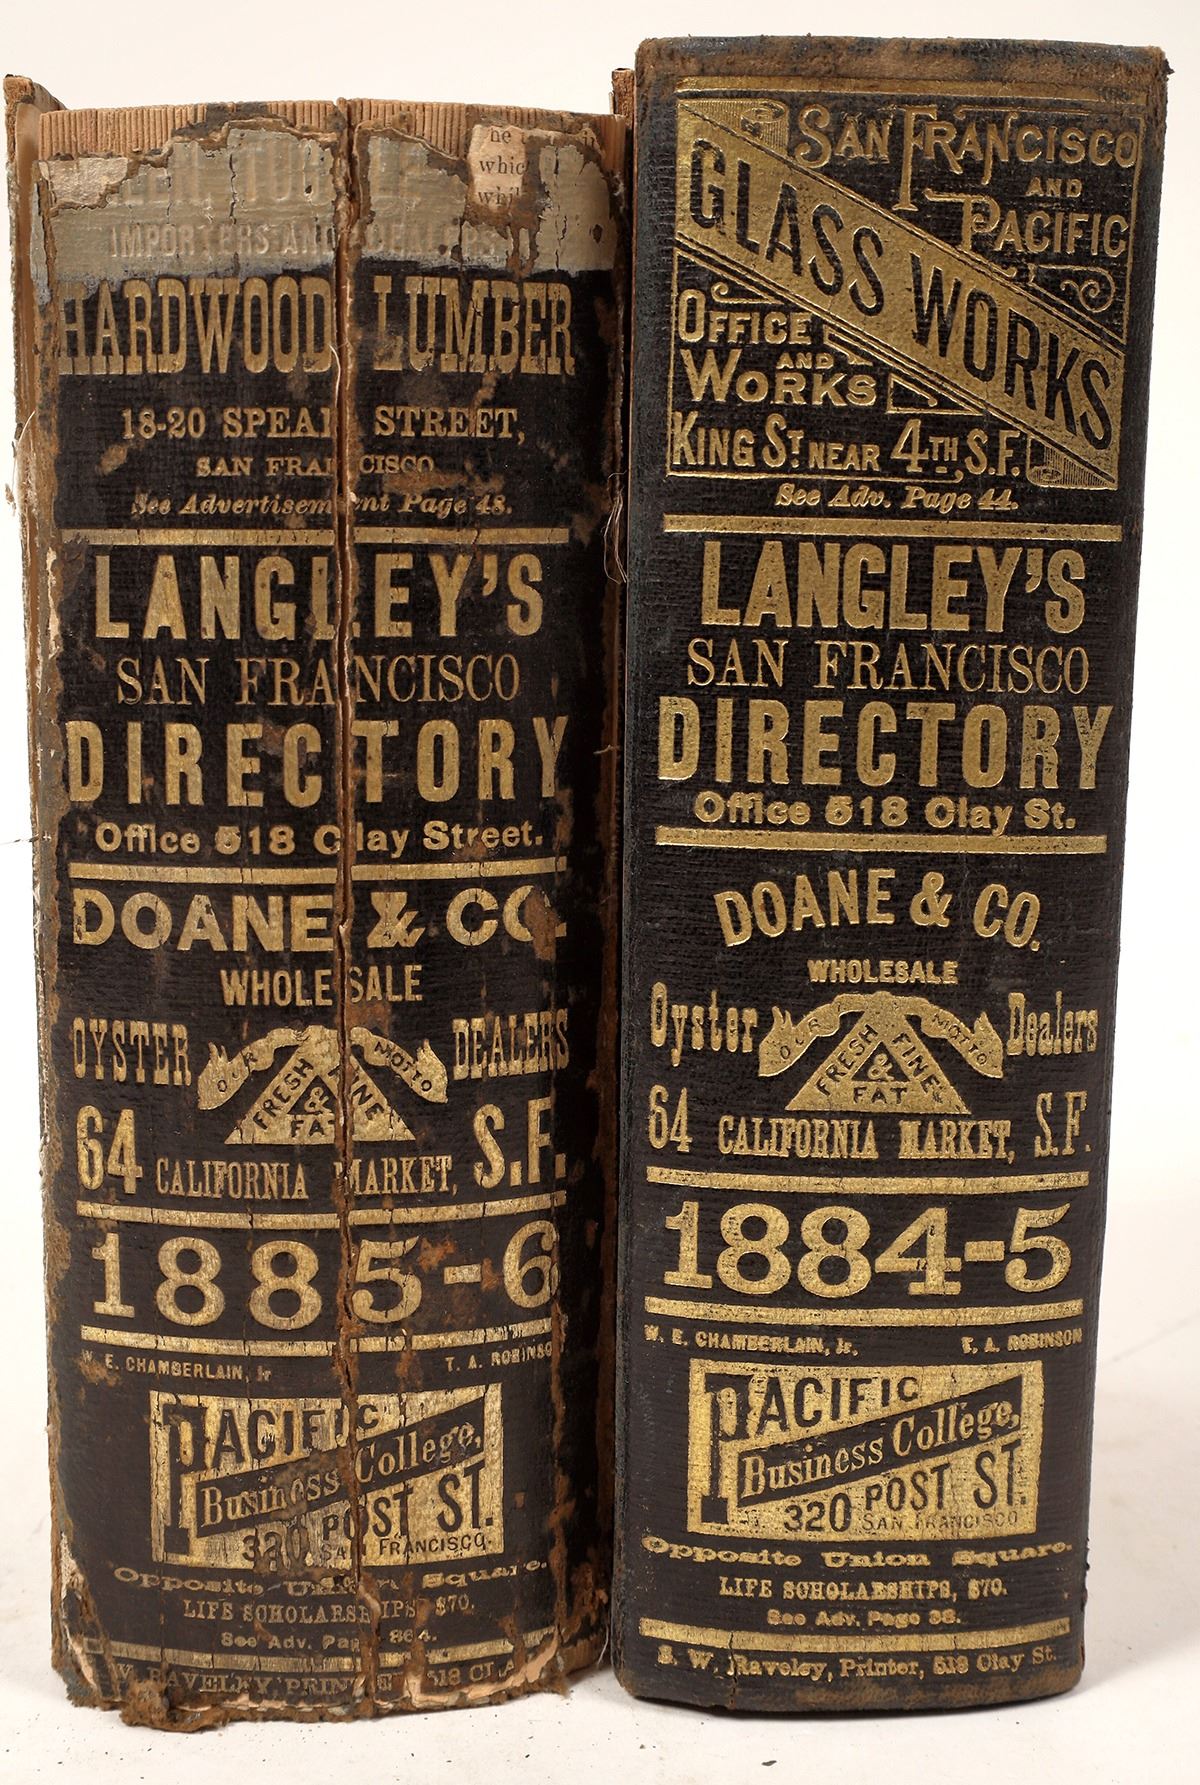 he
whic
IMPORTERS AND DEALERS
HARDWOOD LUMBER
18-20 SPEAR STREET,
SAN FRANCISCO
See Advertisement Page 48.
LANGLEY'S
SAN FRANCISCO
DIRECTORY
Office 518 Clay Street.
DOANE & CO.
WHOLESALE
OYSTER DEALERS
OUR MOTTO
FRESH FINE
&
FAT
64 CALIFORNIA MARKET, S.F.
1885-6
W. E. CHAMBERLAIN, Jr T. A. ROBINSON
PACIFIC
Business College,
320 POST ST.
SAN FRANCISCO.
Opposite Union Square.
LIFE SCHOLARSHIPS, $70.
See Adv. Page 864.
W. RAVELEY, PRINTER 518 CLA
SAN FRANCISCO
AND
PACIFIC
GLASS WORKS
OFFICE
AND
WORKS
KING ST. NEAR 4TH, S.F.
See Adv. Page 44.
LANGLEY'S
SAN FRANCISCO
DIRECTORY
Office 518 Clay St.
DOANE & CO.
WHOLESALE
Oyster Dealers
OUR MOTTO
FRESH FINE
&
FAT
64 CALIFORNIA MARKET, S.F.
1884-5
W. E. CHAMBERLAIN, Jr. T. A. ROBINSON
PACIFIC
Business College,
320 POST ST.
SAN FRANCISCO
Opposite Union Square.
LIFE SCHOLARSHIPS, $70.
See Adv. Page 38.
S. W. Raveley, Printer, 518 Clay St.